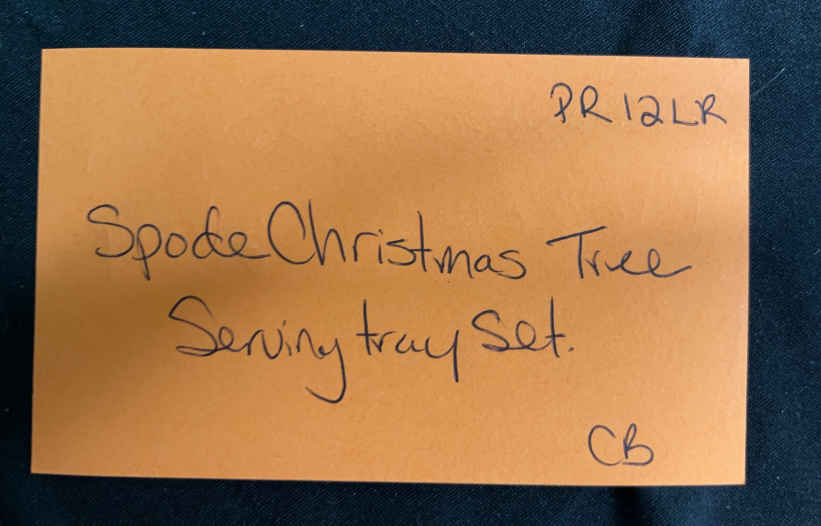 PR12LR
Spode Christmas Tree
Serving tray Set.
CB